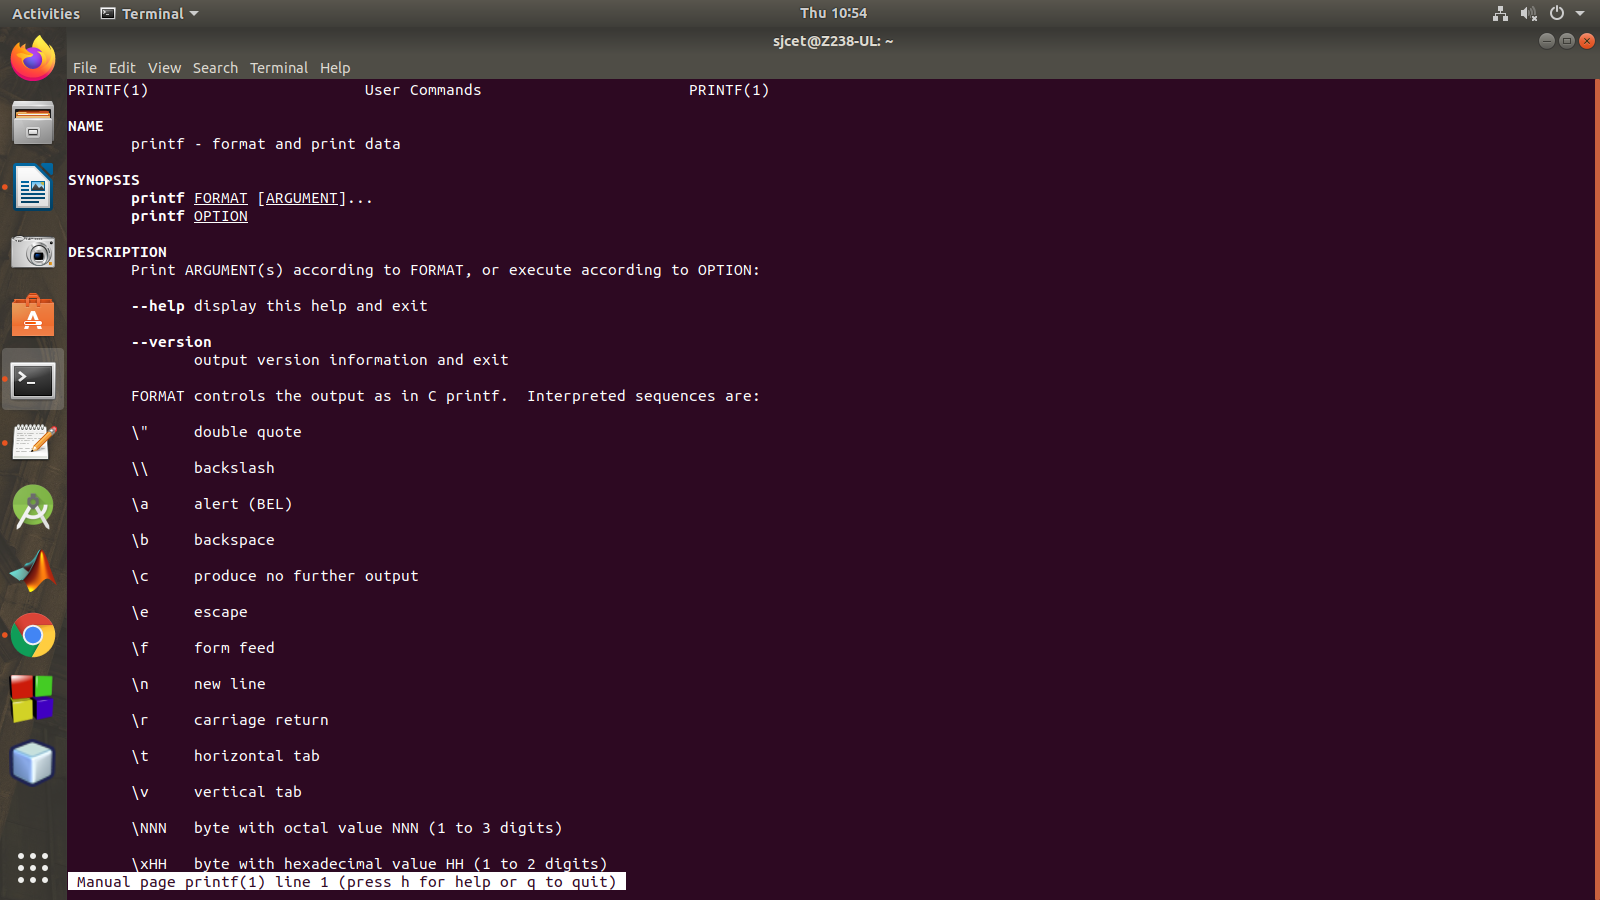 Activities Terminal Thu 10:54
sjcet@Z238-UL: ~
File Edit View Search Terminal Help
PRINTF(1) User Commands PRINTF(1)
NAME
printf - format and print data
SYNOPSIS
printf FORMAT [ARGUMENT]...
printf OPTION
DESCRIPTION
Print ARGUMENT(s) according to FORMAT, or execute according to OPTION:
--help display this help and exit
--version
output version information and exit
FORMAT controls the output as in C printf.  Interpreted sequences are:
\" double quote
\\ backslash
\a alert (BEL)
\b backspace
\c produce no further output
\e escape
\f form feed
\n new line
\r carriage return
\t horizontal tab
\v vertical tab
\NNN byte with octal value NNN (1 to 3 digits)
\xHH byte with hexadecimal value HH (1 to 2 digits)
Manual page printf(1) line 1 (press h for help or q to quit)